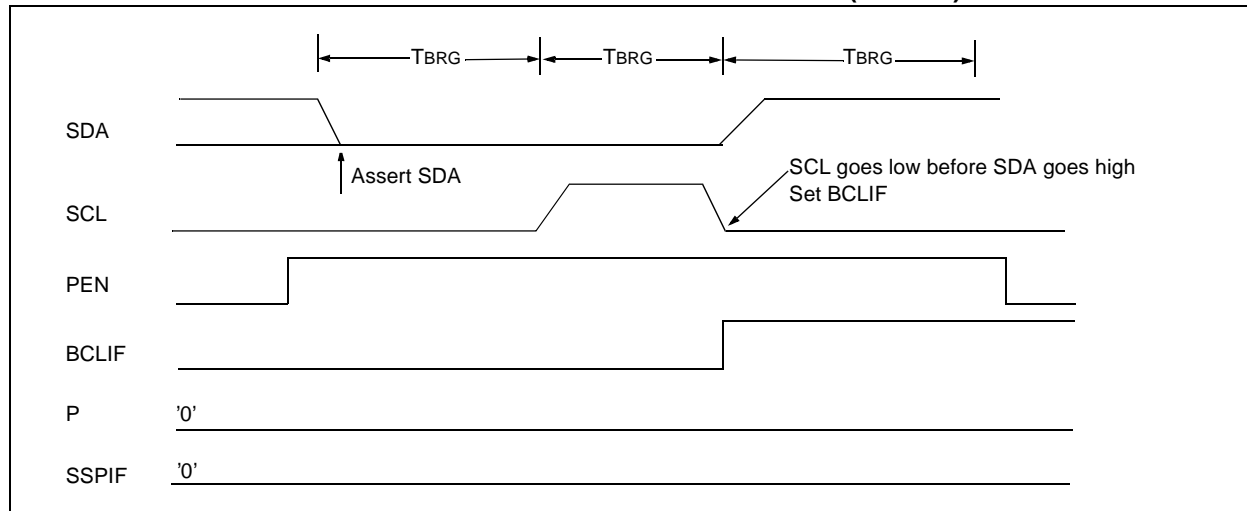 TBRG TBRG TBRG
SDA
Assert SDA
SCL goes low before SDA goes high
Set BCLIF
SCL
PEN
BCLIF
P '0'
SSPIF '0'